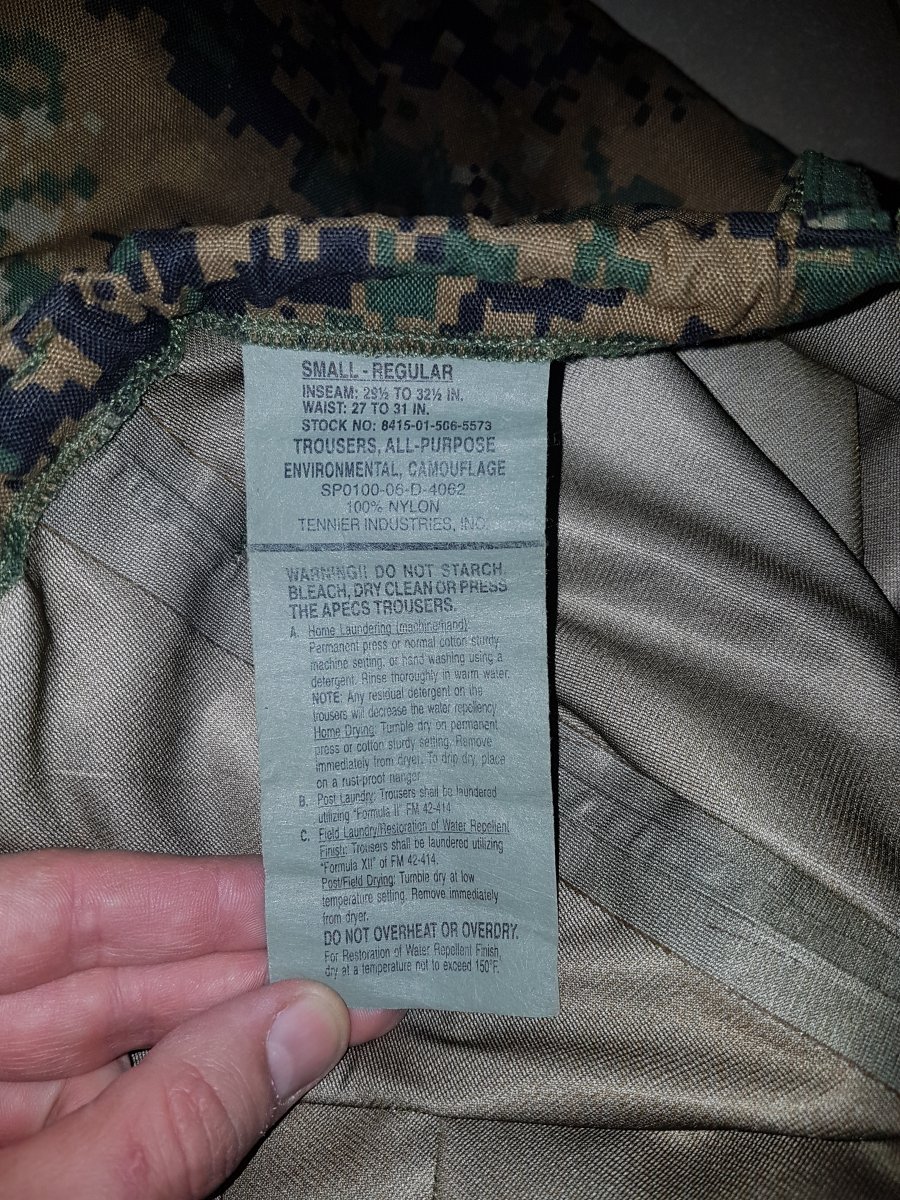 SMALL - REGULAR
INSEAM: 29½ TO 32½ IN.
WAIST: 27 TO 31 IN.
STOCK NO: 8415-01-506-5573
TROUSERS, ALL-PURPOSE
ENVIRONMENTAL, CAMOUFLAGE
SP0100-06-D-4062
100% NYLON
TENNIER INDUSTRIES, INC.
WARNING!! DO NOT STARCH,
BLEACH, DRY CLEAN OR PRESS
THE APECS TROUSERS.
A. Home Laundering (machine/hand)
Permanent press or normal cotton sturdy
machine setting, or hand washing using a
detergent. Rinse thoroughly in warm water.
NOTE: Any residual detergent on the
trousers will decrease the water repellency.
Home Drying: Tumble dry on permanent
press or cotton sturdy setting. Remove
immediately from dryer. To drip dry, place
on a rust-proof hanger.
B. Post Laundry: Trousers shall be laundered
utilizing "Formula II" FM 42-414.
C. Field Laundry/Restoration of Water Repellent
Finish: Trousers shall be laundered utilizing
"Formula XII" of FM 42-414.
Post/Field Drying: Tumble dry at low
temperature setting. Remove immediately
from dryer.
DO NOT OVERHEAT OR OVERDRY.
For Restoration of Water Repellent Finish,
dry at a temperature not to exceed 150°F.